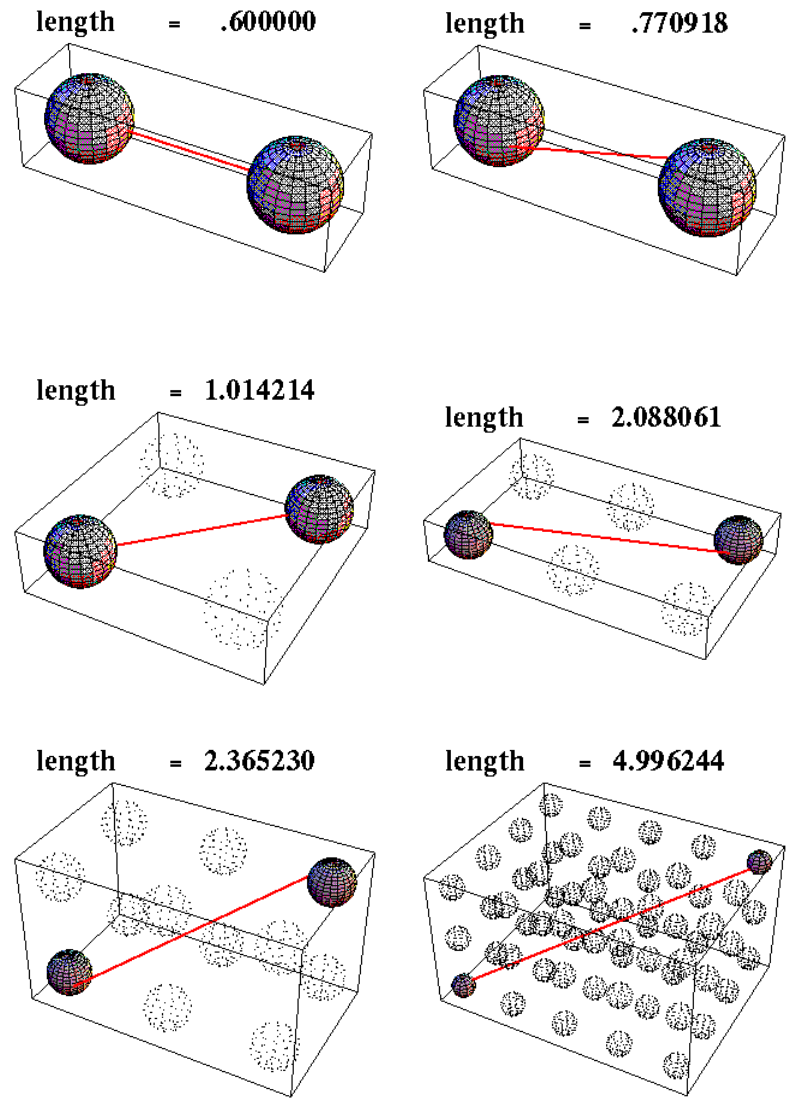 length = .600000
length = .770918
length = 1.014214
length = 2.088061
length = 2.365230
length = 4.996244